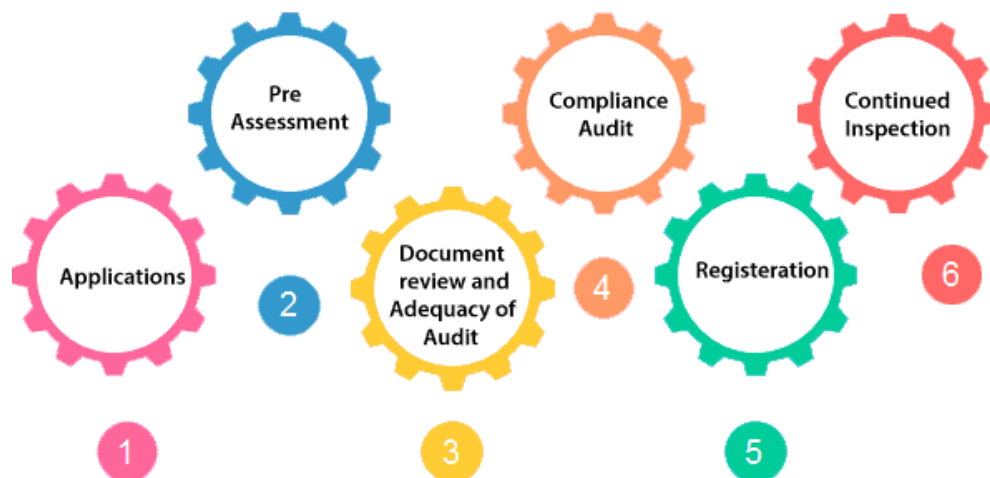 Applications
1
Pre
Assessment
2
Document
review and
Adequacy of
Audit
3
Compliance
Audit
4
Registeration
5
Continued
Inspection
6